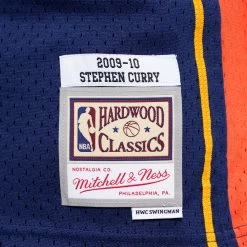 2009-10
STEPHEN CURRY
HARDWOOD
NBA
CLASSICS
NOSTALGIA CO.
Mitchell & Ness
PHILADELPHIA, PA.
HWC SWINGMAN